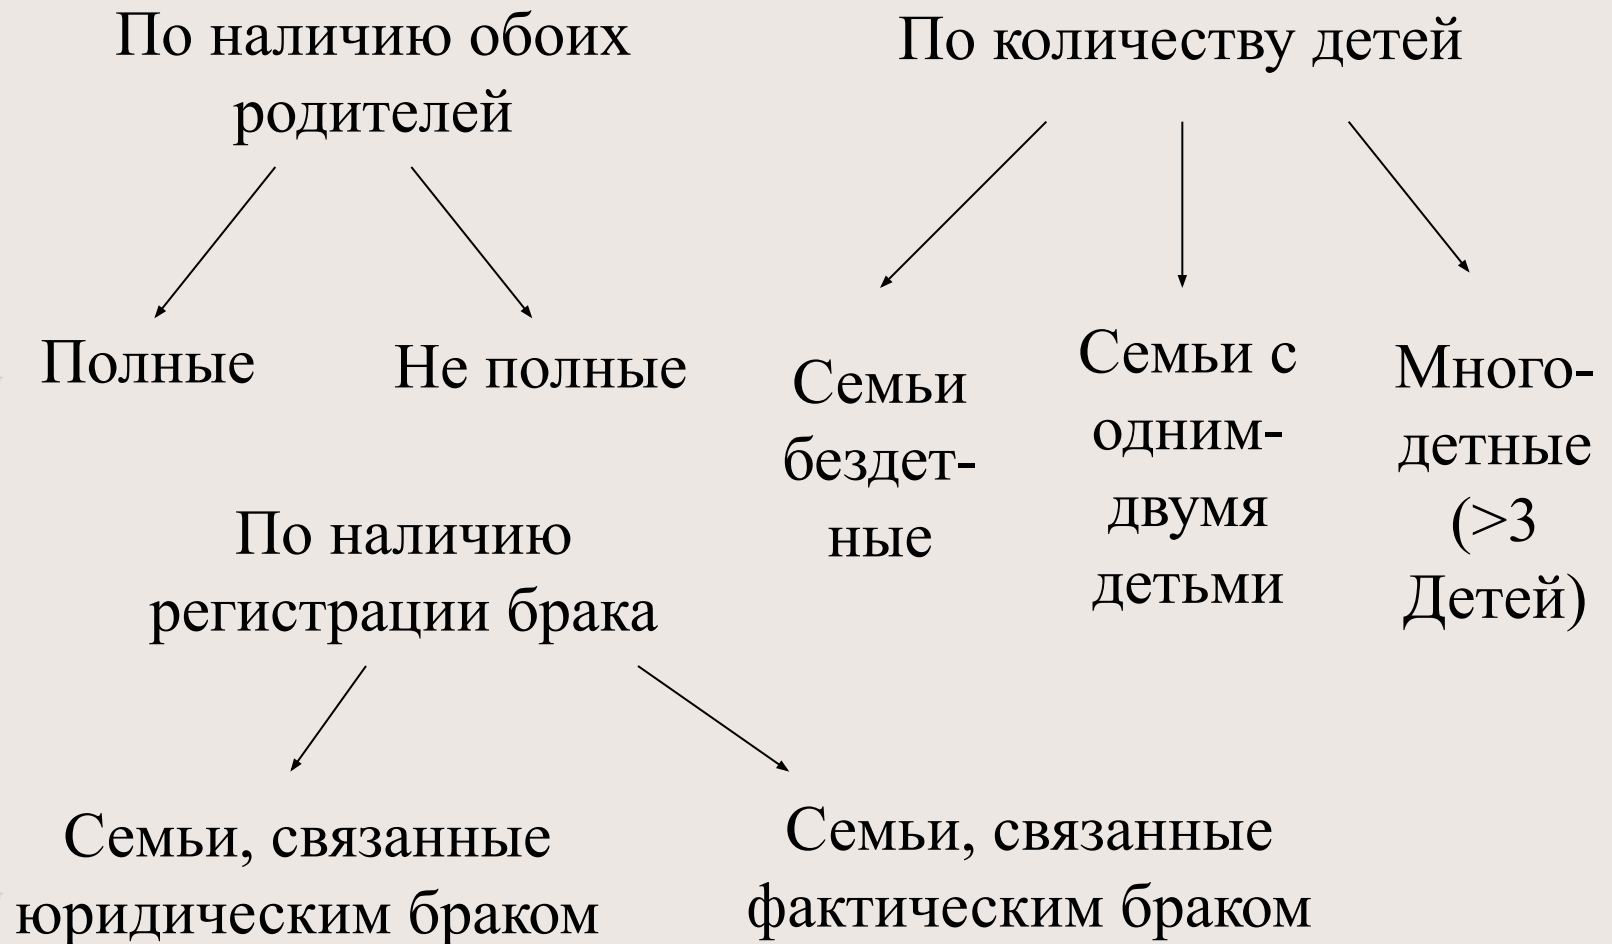 По наличию обоих
родителей
Полные
Не полные
По количеству детей
Семьи
бездет-
ные
Семьи с
одним-
двумя
детьми
Много-
детные
(>3
Детей)
По наличию
регистрации брака
Семьи, связанные
юридическим браком
Семьи, связанные
фактическим браком